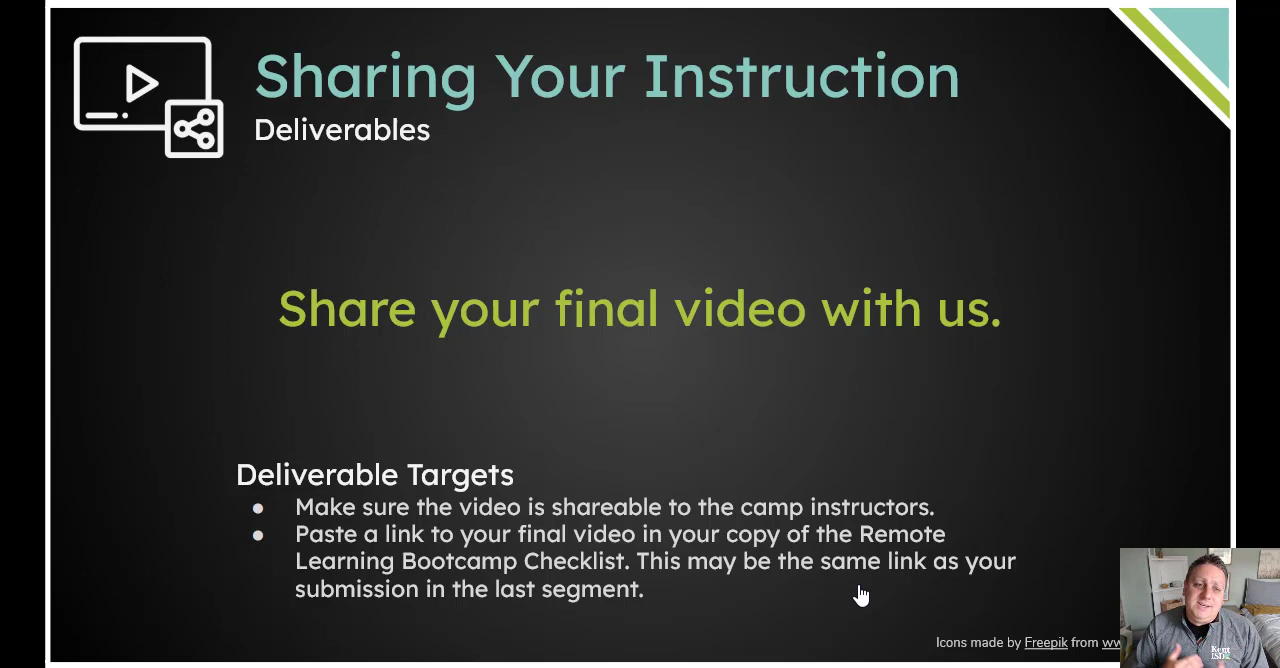 Sharing Your Instruction
Deliverables
Share your final video with us.
Deliverable Targets
● Make sure the video is shareable to the camp instructors.
● Paste a link to your final video in your copy of the Remote
Learning Bootcamp Checklist. This may be the same link as your
submission in the last segment.
Icons made by Freepik from
Kent
ISD